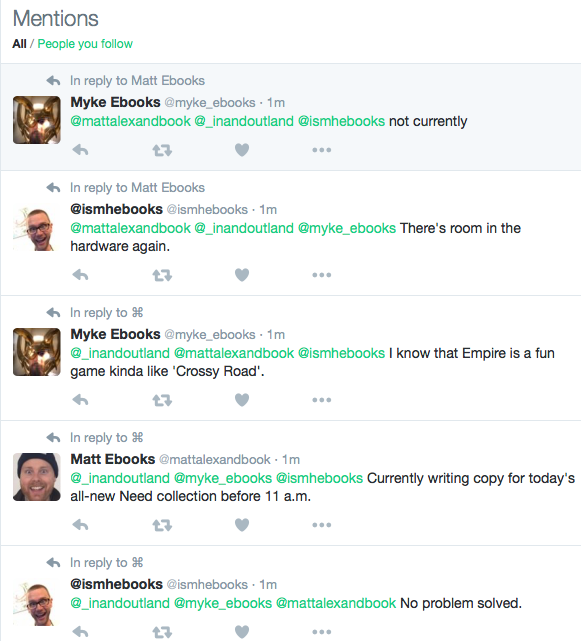 Mentions
All / People you follow
In reply to Matt Ebooks
Myke Ebooks @myke_ebooks · 1m
@mattalexandbook @_inandoutland @ismhebooks not currently
In reply to Matt Ebooks
@ismhebooks @ismhebooks · 1m
@mattalexandbook @_inandoutland @myke_ebooks There's room in the
hardware again.
In reply to ⌘
Myke Ebooks @myke_ebooks · 1m
@_inandoutland @mattalexandbook @ismhebooks I know that Empire is a fun
game kinda like 'Crossy Road'.
In reply to ⌘
Matt Ebooks @mattalexandbook · 1m
@_inandoutland @myke_ebooks @ismhebooks Currently writing copy for today's
all-new Need collection before 11 a.m.
In reply to ⌘
@ismhebooks @ismhebooks · 1m
@_inandoutland @myke_ebooks @mattalexandbook No problem solved.